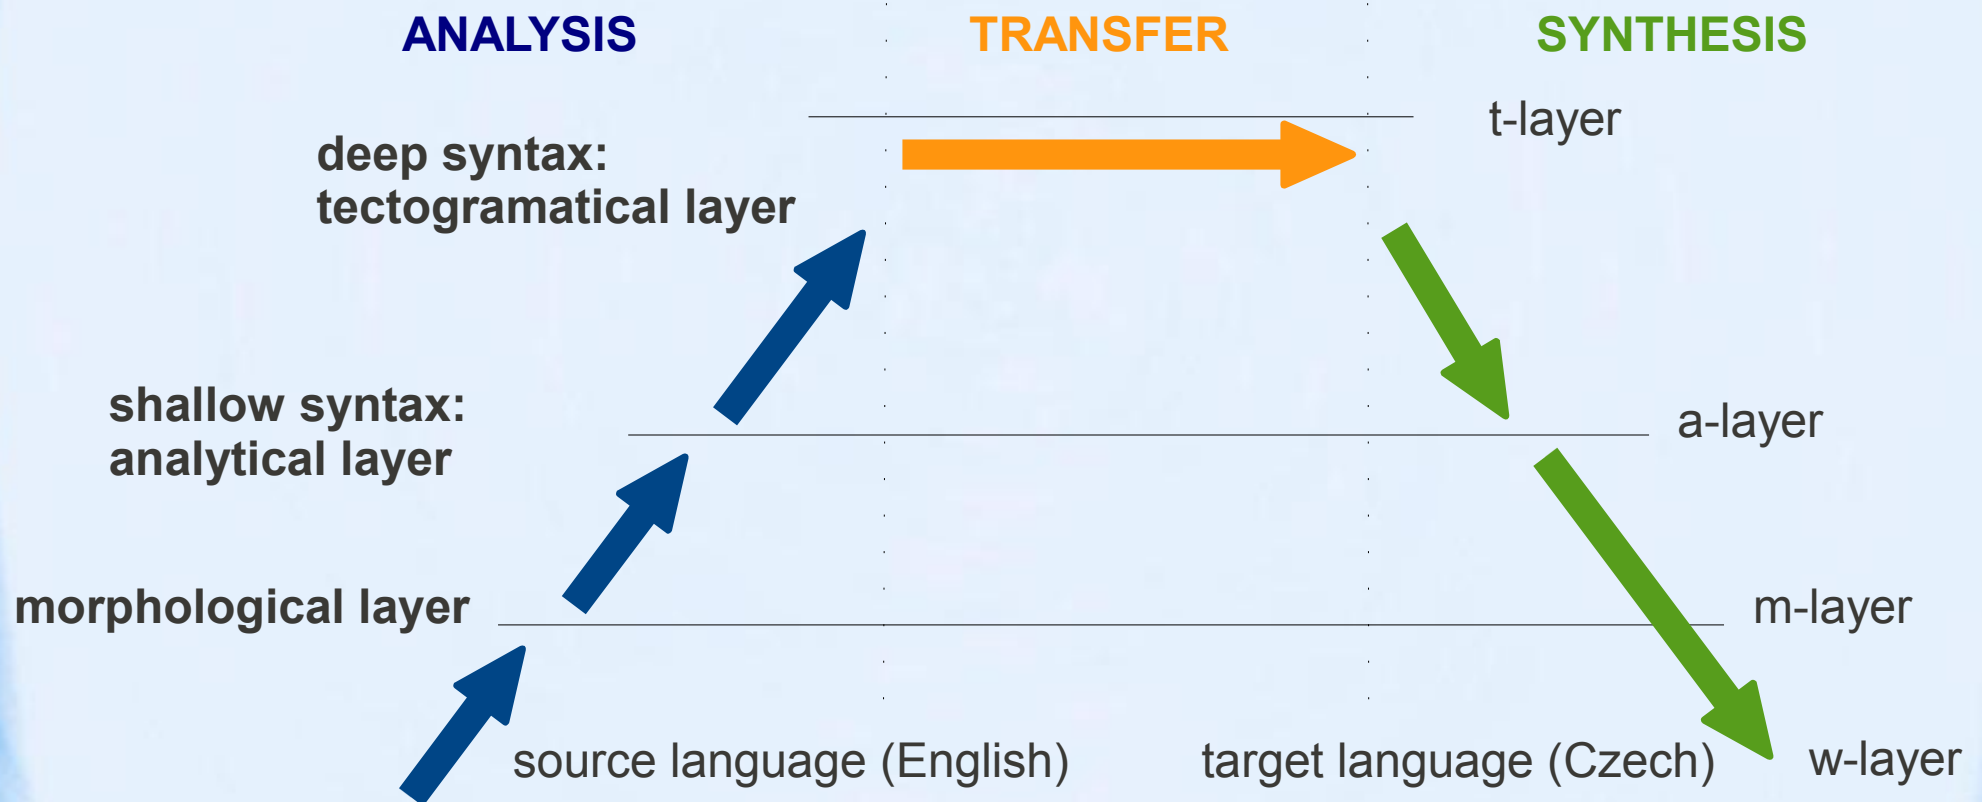 ANALYSIS
TRANSFER
SYNTHESIS
t-layer
deep syntax:
tectogramatical layer
shallow syntax:
analytical layer
a-layer
morphological layer
m-layer
source language (English)
target language (Czech)
w-layer